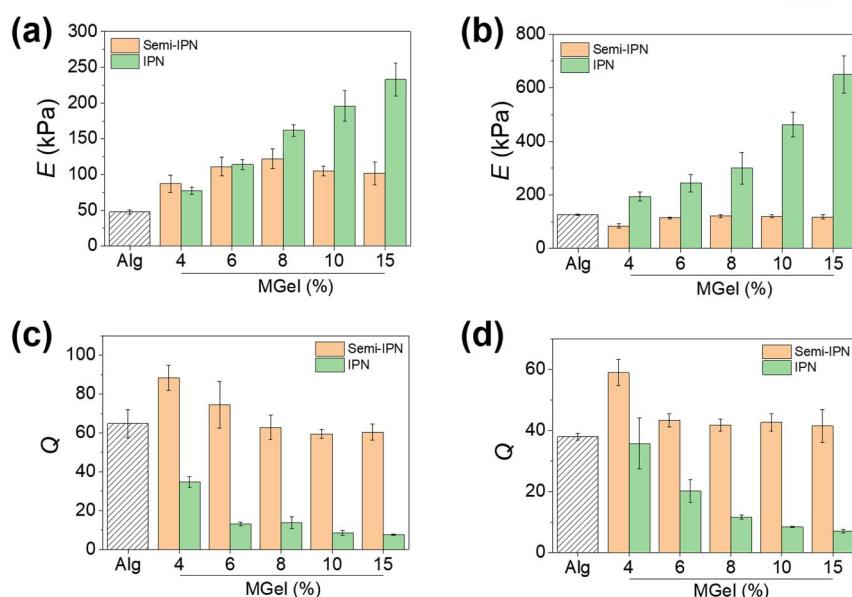 (a)
300
250
200
150
100
50
0
E (kPa)
Semi-IPN
IPN
Alg 4 6 8 10 15
MGel (%)
(b)
800
600
400
200
0
E (kPa)
Semi-IPN
IPN
Alg 4 6 8 10 15
MGel (%)
(c)
100
80
60
40
20
0
Q
Semi-IPN
IPN
Alg 4 6 8 10 15
MGel (%)
(d)
60
40
20
0
Q
Semi-IPN
IPN
Alg 4 6 8 10 15
MGel (%)